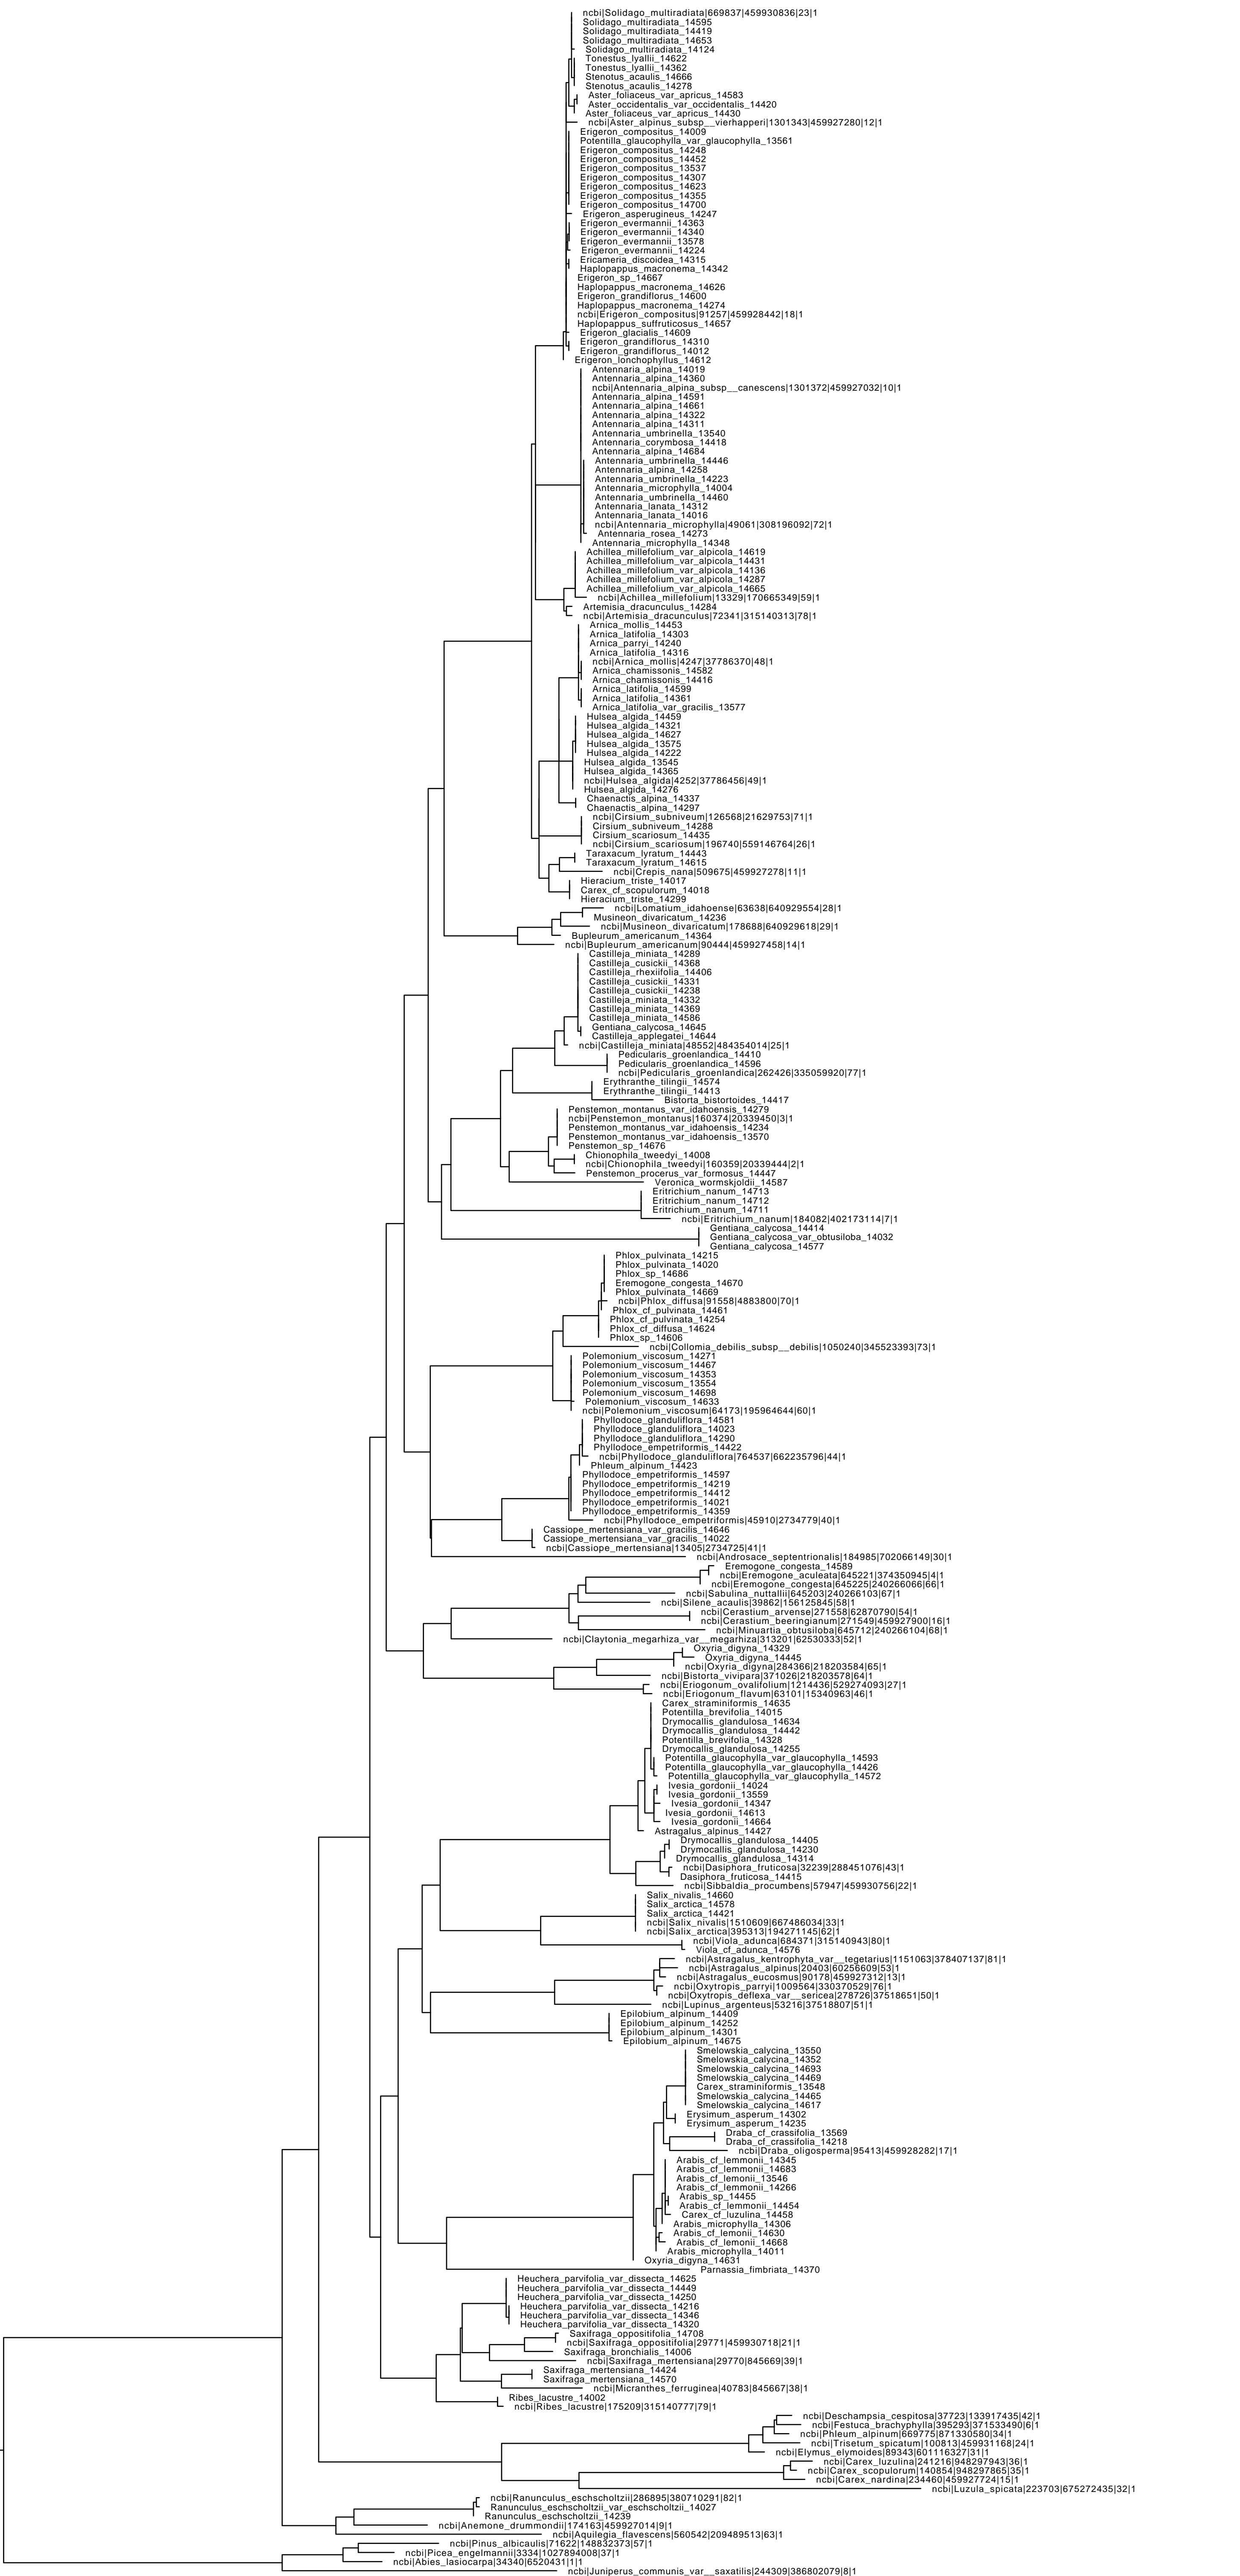 ncbi|Solidago_multiradiata|669837|459930836|23|1
Solidago_multiradiata_14595
Solidago_multiradiata_14419
Solidago_multiradiata_14653
Solidago_multiradiata_14124
Tonestus_lyallii_14622
Tonestus_lyallii_14362
Stenotus_acaulis_14666
Stenotus_acaulis_14278
Aster_foliaceus_var_apricus_14583
Aster_occidentalis_var_occidentalis_14420
Aster_foliaceus_var_apricus_14430
ncbi|Aster_alpinus_subsp__vierhapperi|1301343|459927280|12|1
Erigeron_compositus_14009
Potentilla_glaucophylla_var_glaucophylla_13561
Erigeron_compositus_14248
Erigeron_compositus_14452
Erigeron_compositus_13537
Erigeron_compositus_14307
Erigeron_compositus_14623
Erigeron_compositus_14355
Erigeron_compositus_14700
Erigeron_asperugineus_14247
Erigeron_evermannii_14363
Erigeron_evermannii_14340
Erigeron_evermannii_13578
Erigeron_evermannii_14224
Ericameria_discoidea_14315
Haplopappus_macronema_14342
Erigeron_sp_14667
Haplopappus_macronema_14626
Erigeron_grandiflorus_14600
Haplopappus_macronema_14274
ncbi|Erigeron_compositus|91257|459928442|18|1
Haplopappus_suffruticosus_14657
Erigeron_glacialis_14609
Erigeron_grandiflorus_14310
Erigeron_grandiflorus_14012
Erigeron_lonchophyllus_14612
Antennaria_alpina_14019
Antennaria_alpina_14360
ncbi|Antennaria_alpina_subsp__canescens|1301372|459927032|10|1
Antennaria_alpina_14591
Antennaria_alpina_14661
Antennaria_alpina_14322
Antennaria_alpina_14311
Antennaria_umbrinella_13540
Antennaria_corymbosa_14418
Antennaria_alpina_14684
Antennaria_umbrinella_14446
Antennaria_alpina_14258
Antennaria_umbrinella_14223
Antennaria_microphylla_14004
Antennaria_umbrinella_14460
Antennaria_lanata_14312
Antennaria_lanata_14016
ncbi|Antennaria_microphylla|49061|308196092|72|1
Antennaria_rosea_14273
Antennaria_microphylla_14348
Achillea_millefolium_var_alpicola_14619
Achillea_millefolium_var_alpicola_14431
Achillea_millefolium_var_alpicola_14136
Achillea_millefolium_var_alpicola_14287
Achillea_millefolium_var_alpicola_14665
ncbi|Achillea_millefolium|13329|170665349|59|1
Artemisia_dracunculus_14284
ncbi|Artemisia_dracunculus|72341|315140313|78|1
Arnica_mollis_14453
Arnica_latifolia_14303
Arnica_parryi_14240
Arnica_latifolia_14316
ncbi|Arnica_mollis|4247|37786370|48|1
Arnica_chamissonis_14582
Arnica_chamissonis_14416
Arnica_latifolia_14599
Arnica_latifolia_14361
Arnica_latifolia_var_gracilis_13577
Hulsea_algida_14459
Hulsea_algida_14321
Hulsea_algida_14627
Hulsea_algida_13575
Hulsea_algida_14222
Hulsea_algida_13545
Hulsea_algida_14365
ncbi|Hulsea_algida|4252|37786456|49|1
Hulsea_algida_14276
Chaenactis_alpina_14337
Chaenactis_alpina_14297
ncbi|Cirsium_subniveum|126568|21629753|71|1
Cirsium_subniveum_14288
Cirsium_scariosum_14435
ncbi|Cirsium_scariosum|196740|559146764|26|1
Taraxacum_lyratum_14443
Taraxacum_lyratum_14615
ncbi|Crepis_nana|509675|459927278|11|1
Hieracium_triste_14017
Carex_cf_scopulorum_14018
Hieracium_triste_14299
ncbi|Lomatium_idahoense|63638|640929554|28|1
Musineon_divaricatum_14236
ncbi|Musineon_divaricatum|178688|640929618|29|1
Bupleurum_americanum_14364
ncbi|Bupleurum_americanum|90444|459927458|14|1
Castilleja_miniata_14289
Castilleja_cusickii_14368
Castilleja_rhexiifolia_14406
Castilleja_cusickii_14331
Castilleja_cusickii_14238
Castilleja_miniata_14332
Castilleja_miniata_14369
Castilleja_miniata_14586
Gentiana_calycosa_14645
Castilleja_applegatei_14644
ncbi|Castilleja_miniata|48552|484354014|25|1
Pedicularis_groenlandica_14410
Pedicularis_groenlandica_14596
ncbi|Pedicularis_groenlandica|262426|335059920|77|1
Erythranthe_tilingii_14574
Erythranthe_tilingii_14413
Bistorta_bistortoides_14417
Penstemon_montanus_var_idahoensis_14279
ncbi|Penstemon_montanus|160374|20339450|3|1
Penstemon_montanus_var_idahoensis_14234
Penstemon_montanus_var_idahoensis_13570
Penstemon_sp_14676
Chionophila_tweedyi_14008
ncbi|Chionophila_tweedyi|160359|20339444|2|1
Penstemon_procerus_var_formosus_14447
Veronica_wormskjoldii_14587
Eritrichium_nanum_14713
Eritrichium_nanum_14712
Eritrichium_nanum_14711
ncbi|Eritrichium_nanum|184082|402173114|7|1
Gentiana_calycosa_14414
Gentiana_calycosa_var_obtusiloba_14032
Gentiana_calycosa_14577
Phlox_pulvinata_14215
Phlox_pulvinata_14020
Phlox_sp_14686
Eremogone_congesta_14670
Phlox_pulvinata_14669
ncbi|Phlox_diffusa|91558|4883800|70|1
Phlox_cf_pulvinata_14461
Phlox_cf_pulvinata_14254
Phlox_cf_diffusa_14624
Phlox_sp_14606
ncbi|Collomia_debilis_subsp__debilis|1050240|345523393|73|1
Polemonium_viscosum_14271
Polemonium_viscosum_14467
Polemonium_viscosum_14353
Polemonium_viscosum_13554
Polemonium_viscosum_14698
Polemonium_viscosum_14633
ncbi|Polemonium_viscosum|64173|195964644|60|1
Phyllodoce_glanduliflora_14581
Phyllodoce_glanduliflora_14023
Phyllodoce_glanduliflora_14290
Phyllodoce_empetriformis_14422
ncbi|Phyllodoce_glanduliflora|764537|662235796|44|1
Phleum_alpinum_14423
Phyllodoce_empetriformis_14597
Phyllodoce_empetriformis_14219
Phyllodoce_empetriformis_14412
Phyllodoce_empetriformis_14021
Phyllodoce_empetriformis_14359
ncbi|Phyllodoce_empetriformis|45910|2734779|40|1
Cassiope_mertensiana_var_gracilis_14646
Cassiope_mertensiana_var_gracilis_14022
ncbi|Cassiope_mertensiana|13405|2734725|41|1
ncbi|Androsace_septentrionalis|184985|702066149|30|1
Eremogone_congesta_14589
ncbi|Eremogone_aculeata|645221|374350945|4|1
ncbi|Eremogone_congesta|645225|240266066|66|1
ncbi|Sabulina_nuttallii|645203|240266103|67|1
ncbi|Silene_acaulis|39862|156125845|58|1
ncbi|Cerastium_arvense|271558|62870790|54|1
ncbi|Cerastium_beeringianum|271549|459927900|16|1
ncbi|Minuartia_obtusiloba|645712|240266104|68|1
ncbi|Claytonia_megarhiza_var__megarhiza|313201|62530333|52|1
Oxyria_digyna_14329
Oxyria_digyna_14445
ncbi|Oxyria_digyna|284366|218203584|65|1
ncbi|Bistorta_vivipara|371026|218203578|64|1
ncbi|Eriogonum_ovalifolium|1214436|529274093|27|1
ncbi|Eriogonum_flavum|63101|15340963|46|1
Carex_straminiformis_14635
Potentilla_brevifolia_14015
Drymocallis_glandulosa_14634
Drymocallis_glandulosa_14442
Potentilla_brevifolia_14328
Drymocallis_glandulosa_14255
Potentilla_glaucophylla_var_glaucophylla_14593
Potentilla_glaucophylla_var_glaucophylla_14426
Potentilla_glaucophylla_var_glaucophylla_14572
Ivesia_gordonii_14024
Ivesia_gordonii_13559
Ivesia_gordonii_14347
Ivesia_gordonii_14613
Ivesia_gordonii_14664
Astragalus_alpinus_14427
Drymocallis_glandulosa_14405
Drymocallis_glandulosa_14230
Drymocallis_glandulosa_14314
ncbi|Dasiphora_fruticosa|32239|288451076|43|1
Dasiphora_fruticosa_14415
ncbi|Sibbaldia_procumbens|57947|459930756|22|1
Salix_nivalis_14660
Salix_arctica_14578
Salix_arctica_14421
ncbi|Salix_nivalis|1510609|667486034|33|1
ncbi|Salix_arctica|395313|194271145|62|1
ncbi|Viola_adunca|684371|315140943|80|1
Viola_cf_adunca_14576
ncbi|Astragalus_kentrophyta_var__tegetarius|1151063|378407137|81|1
ncbi|Astragalus_alpinus|20403|60256609|53|1
ncbi|Astragalus_eucosmus|90178|459927312|13|1
ncbi|Oxytropis_parryi|1009564|330370529|76|1
ncbi|Oxytropis_deflexa_var__sericea|278726|37518651|50|1
ncbi|Lupinus_argenteus|53216|37518807|51|1
Epilobium_alpinum_14409
Epilobium_alpinum_14252
Epilobium_alpinum_14301
Epilobium_alpinum_14675
Smelowskia_calycina_13550
Smelowskia_calycina_14352
Smelowskia_calycina_14693
Smelowskia_calycina_14469
Carex_straminiformis_13548
Smelowskia_calycina_14465
Smelowskia_calycina_14617
Erysimum_asperum_14302
Erysimum_asperum_14235
Draba_cf_crassifolia_13569
Draba_cf_crassifolia_14218
ncbi|Draba_oligosperma|95413|459928282|17|1
Arabis_cf_lemmonii_14345
Arabis_cf_lemmonii_14683
Arabis_cf_lemonii_13546
Arabis_cf_lemmonii_14266
Arabis_sp_14455
Arabis_cf_lemmonii_14454
Carex_cf_luzulina_14458
Arabis_microphylla_14306
Arabis_cf_lemonii_14630
Arabis_cf_lemonii_14668
Arabis_microphylla_14011
Oxyria_digyna_14631
Parnassia_fimbriata_14370
Heuchera_parvifolia_var_dissecta_14625
Heuchera_parvifolia_var_dissecta_14449
Heuchera_parvifolia_var_dissecta_14250
Heuchera_parvifolia_var_dissecta_14216
Heuchera_parvifolia_var_dissecta_14346
Heuchera_parvifolia_var_dissecta_14320
Saxifraga_oppositifolia_14708
ncbi|Saxifraga_oppositifolia|29771|459930718|21|1
Saxifraga_bronchialis_14006
ncbi|Saxifraga_mertensiana|29770|845669|39|1
Saxifraga_mertensiana_14424
Saxifraga_mertensiana_14570
ncbi|Micranthes_ferruginea|40783|845667|38|1
Ribes_lacustre_14002
ncbi|Ribes_lacustre|175209|315140777|79|1
ncbi|Deschampsia_cespitosa|37723|133917435|42|1
ncbi|Festuca_brachyphylla|395293|371533490|6|1
ncbi|Phleum_alpinum|669775|871330580|34|1
ncbi|Trisetum_spicatum|100813|459931168|24|1
ncbi|Elymus_elymoides|89343|601116327|31|1
ncbi|Carex_luzulina|241216|948297943|36|1
ncbi|Carex_scopulorum|140854|948297865|35|1
ncbi|Carex_nardina|234460|459927724|15|1
ncbi|Luzula_spicata|223703|675272435|32|1
ncbi|Ranunculus_eschscholtzii|286895|380710291|82|1
Ranunculus_eschscholtzii_var_eschscholtzii_14027
Ranunculus_eschscholtzii_14239
ncbi|Anemone_drummondii|174163|459927014|9|1
ncbi|Aquilegia_flavescens|560542|209489513|63|1
ncbi|Pinus_albicaulis|71622|148832373|57|1
ncbi|Picea_engelmannii|3334|1027894008|37|1
ncbi|Abies_lasiocarpa|34340|6520431|1|1
ncbi|Juniperus_communis_var__saxatilis|244309|386802079|8|1